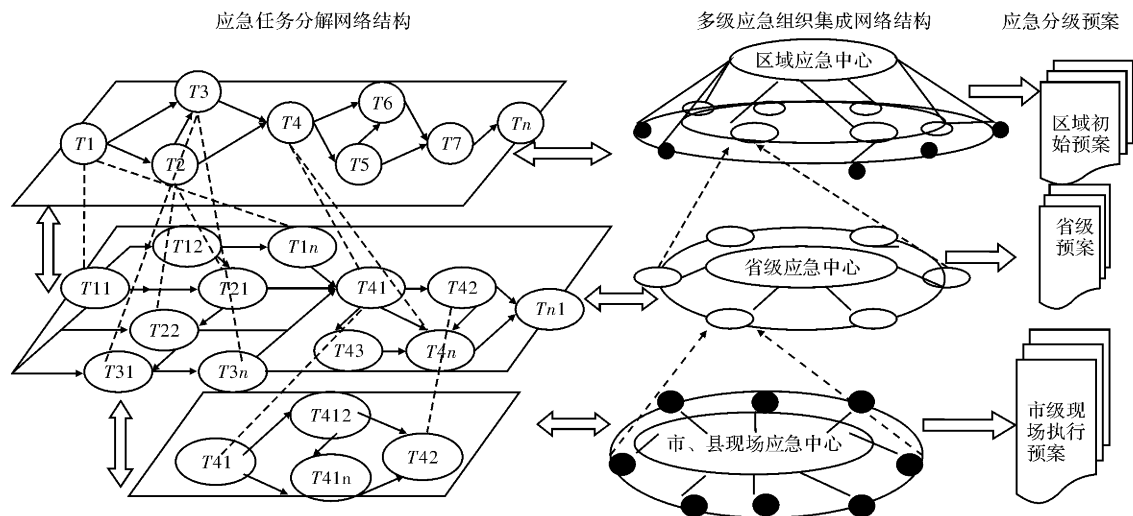 应急任务分解网络结构
多级应急组织集成网络结构
应急分级预案
T1
T2
T3
T4
T5
T6
T7
Tn
区域应急中心
区域初
始预案
T11
T12
T1n
T21
T22
T31
T3n
T41
T42
T43
T4n
Tn1
省级应急中心
省级
预案
T41
T412
T41n
T42
市、县现场应急中心
市级现
场执行
预案